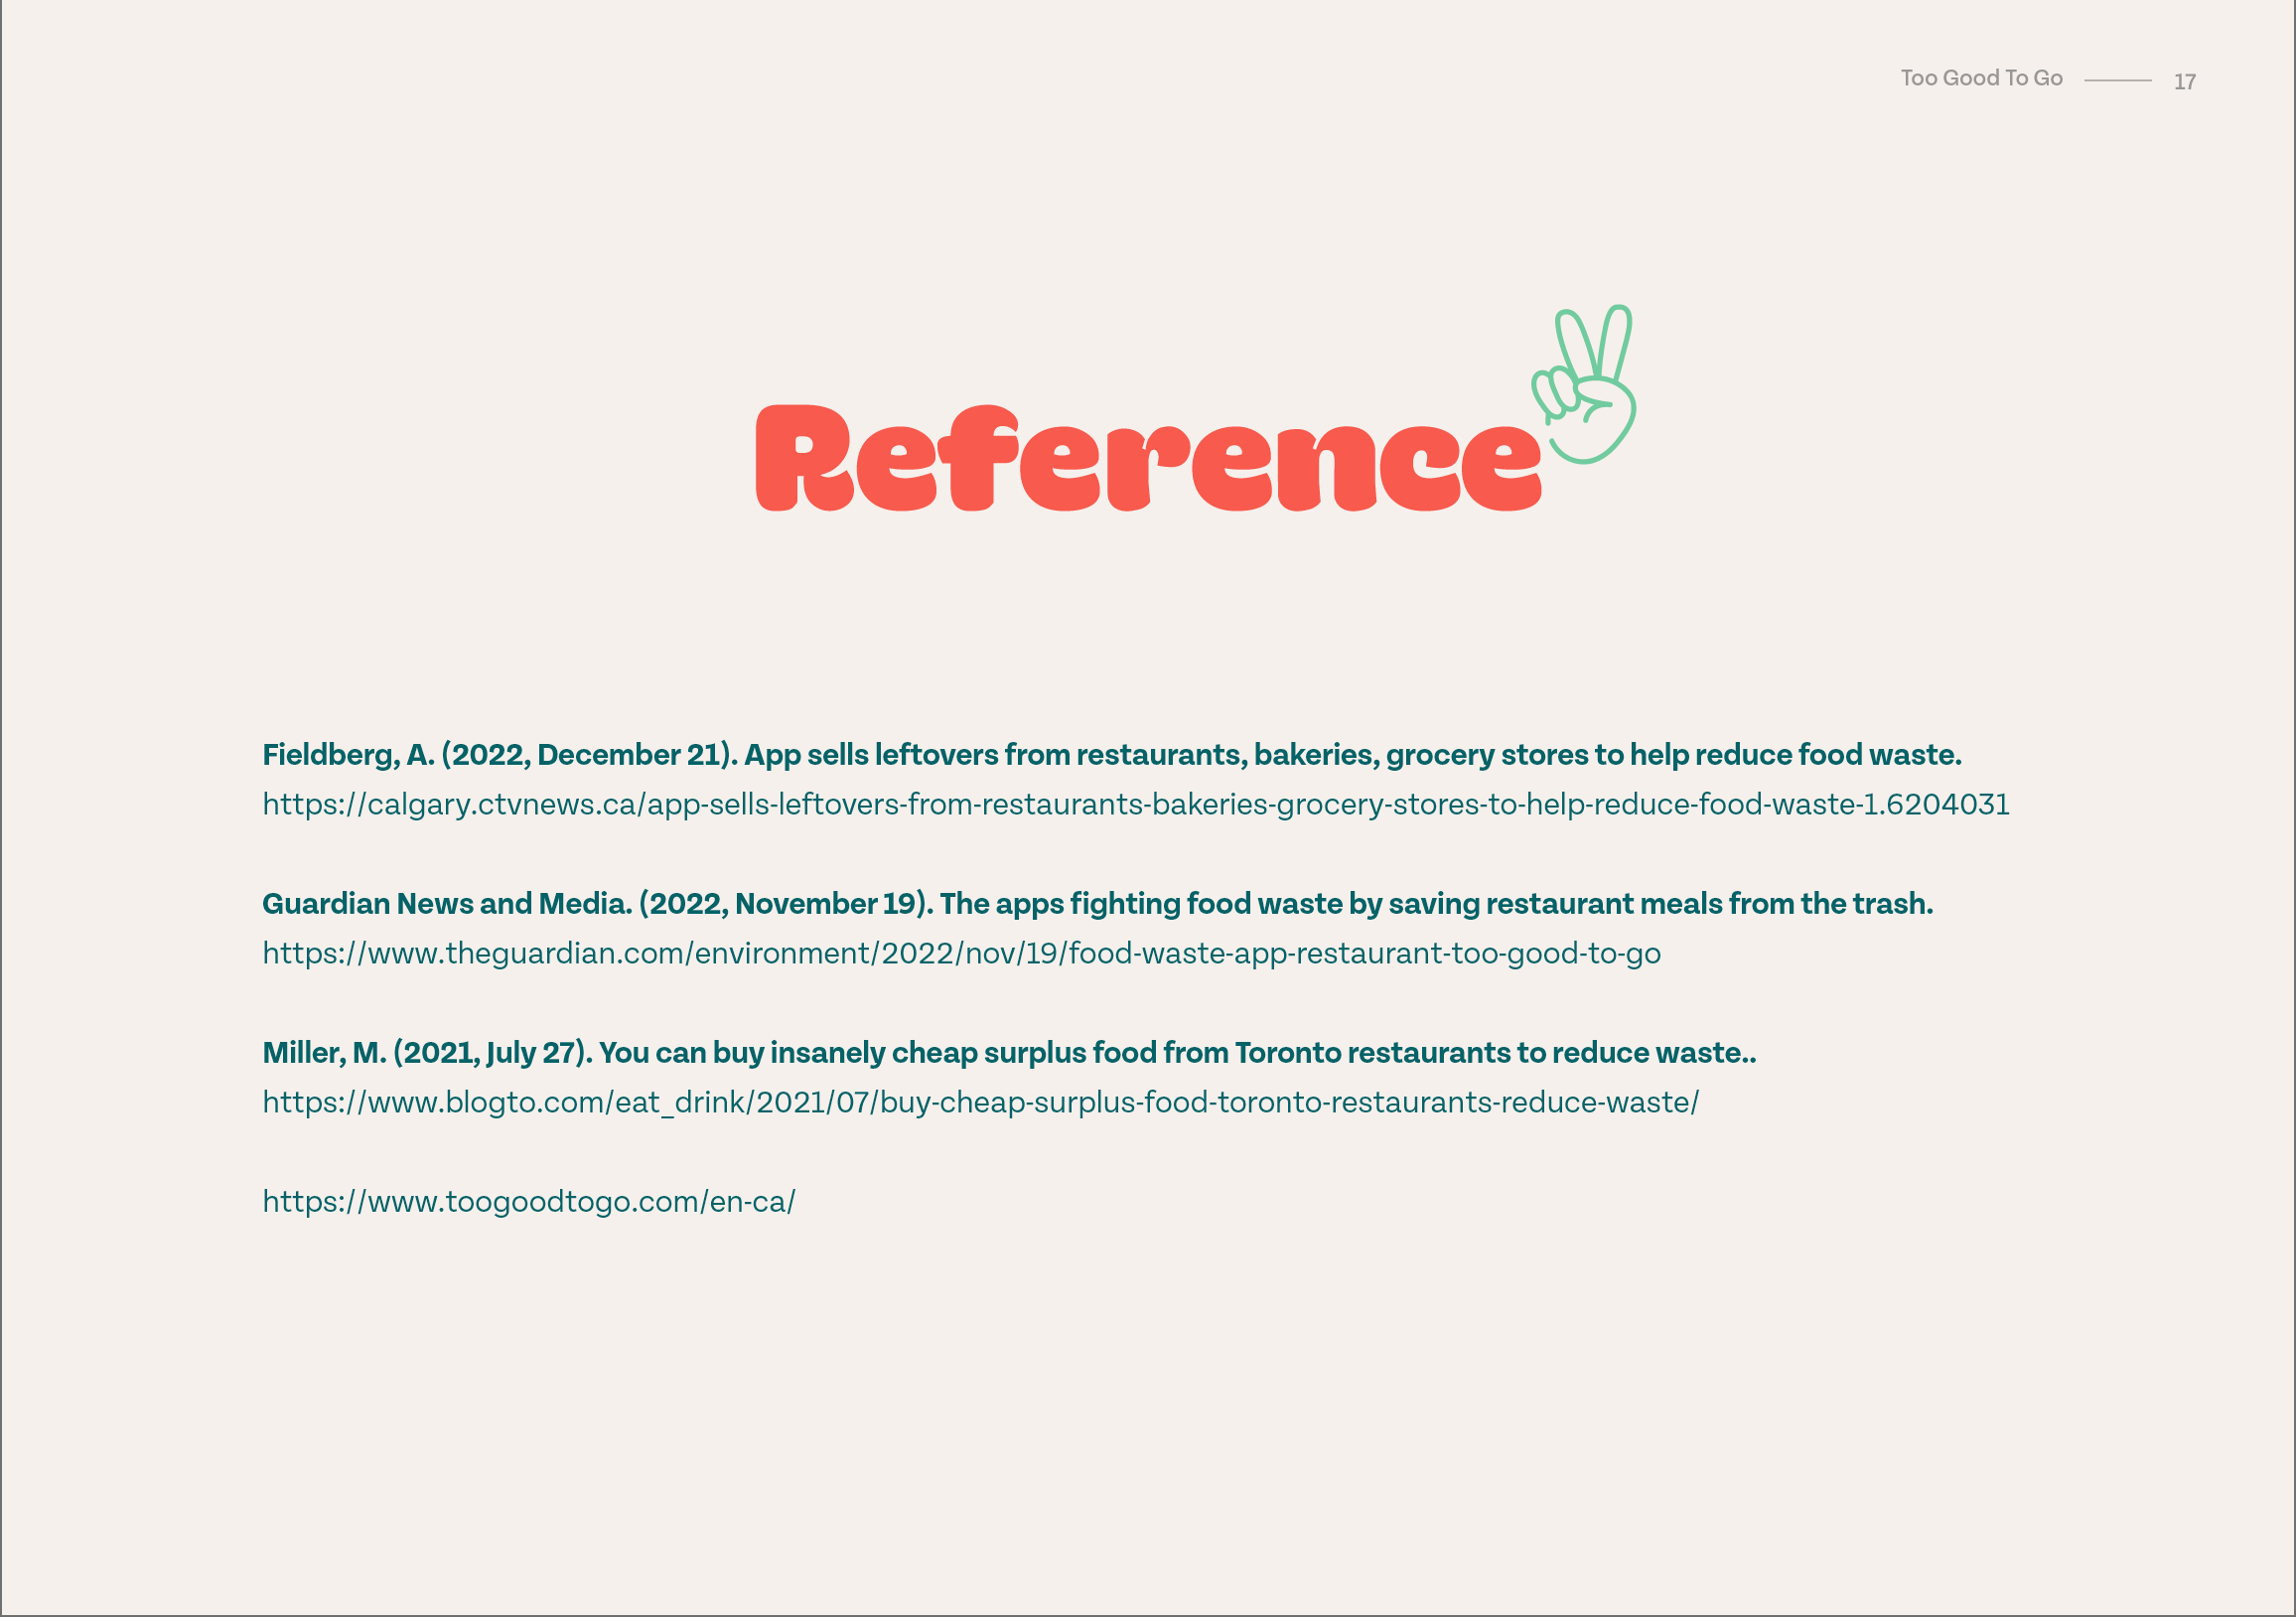 Too Good To Go 17
Reference
Fieldberg, A. (2022, December 21). App sells leftovers from restaurants, bakeries, grocery stores to help reduce food waste.
https://calgary.ctvnews.ca/app-sells-leftovers-from-restaurants-bakeries-grocery-stores-to-help-reduce-food-waste-1.6204031
Guardian News and Media. (2022, November 19). The apps fighting food waste by saving restaurant meals from the trash.
https://www.theguardian.com/environment/2022/nov/19/food-waste-app-restaurant-too-good-to-go
Miller, M. (2021, July 27). You can buy insanely cheap surplus food from Toronto restaurants to reduce waste..
https://www.blogto.com/eat_drink/2021/07/buy-cheap-surplus-food-toronto-restaurants-reduce-waste/
https://www.toogoodtogo.com/en-ca/